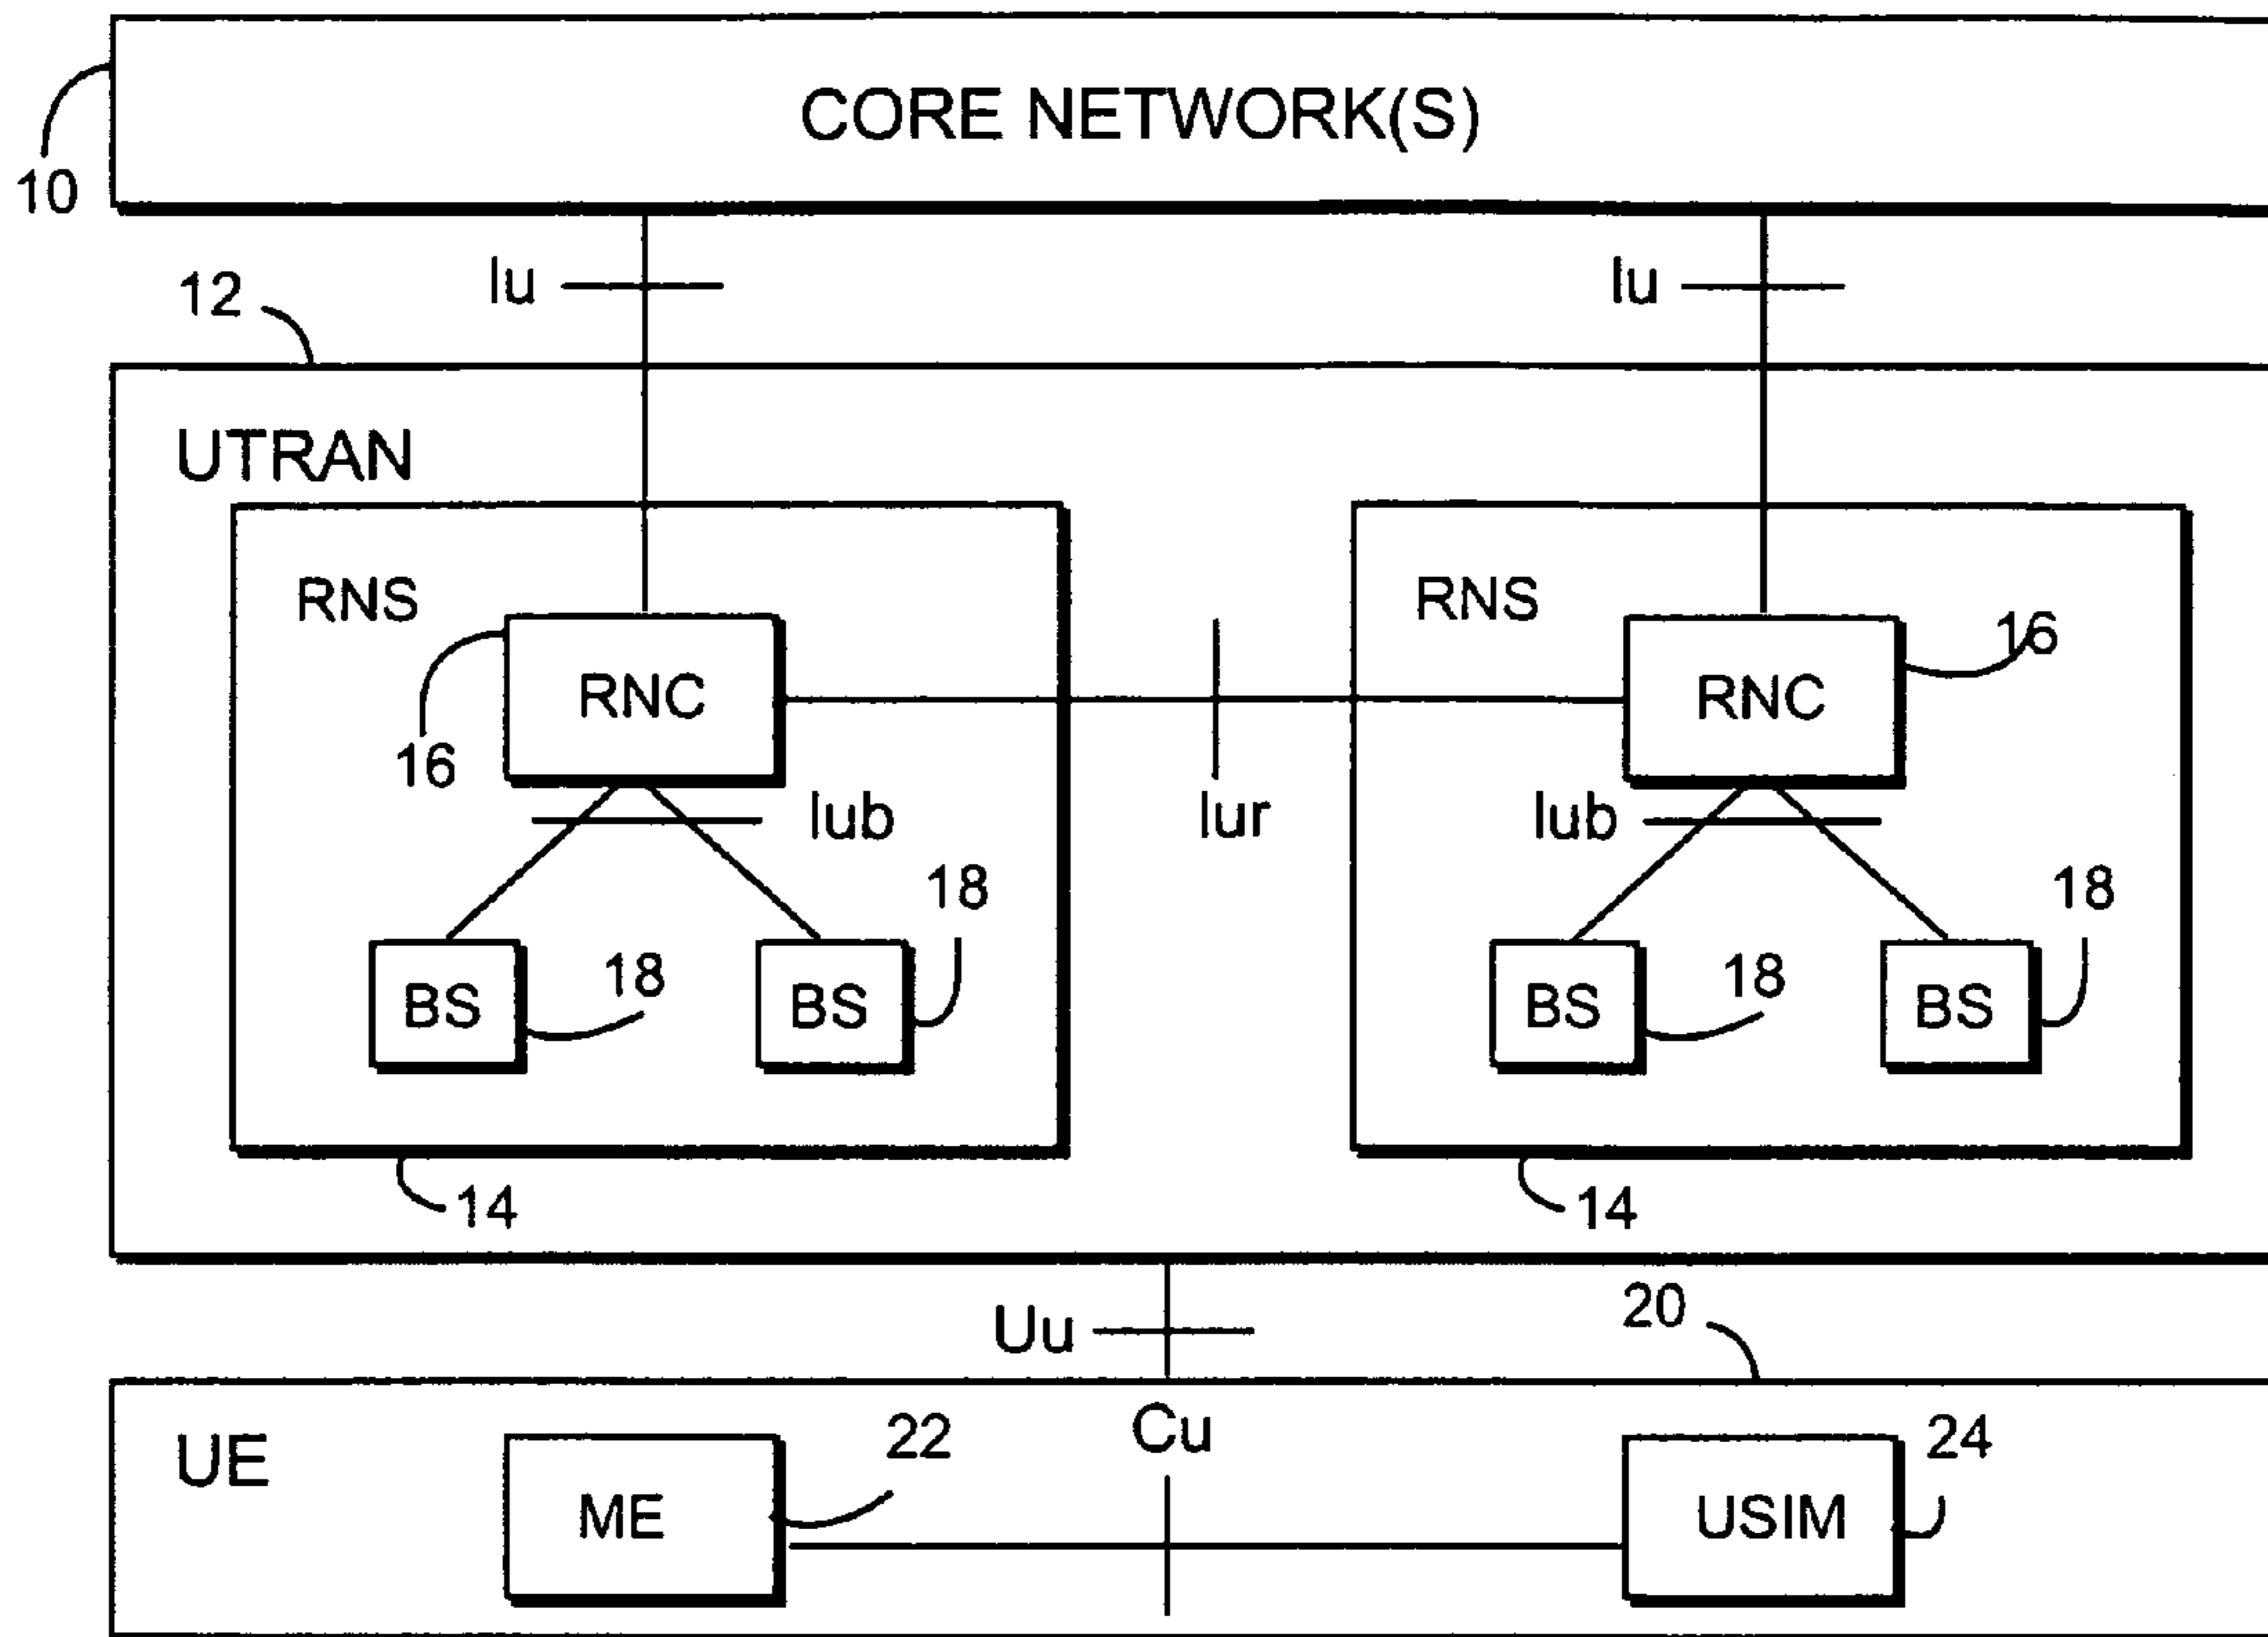 CORE NETWORK(S)
10
Iu
Iu
12
UTRAN
RNS
RNS
16
RNC
RNC
16
Iub
Iur
Iub
18
18
BS
18
BS
BS
18
BS
14
14
Uu
20
UE
ME
22
Cu
USIM
24